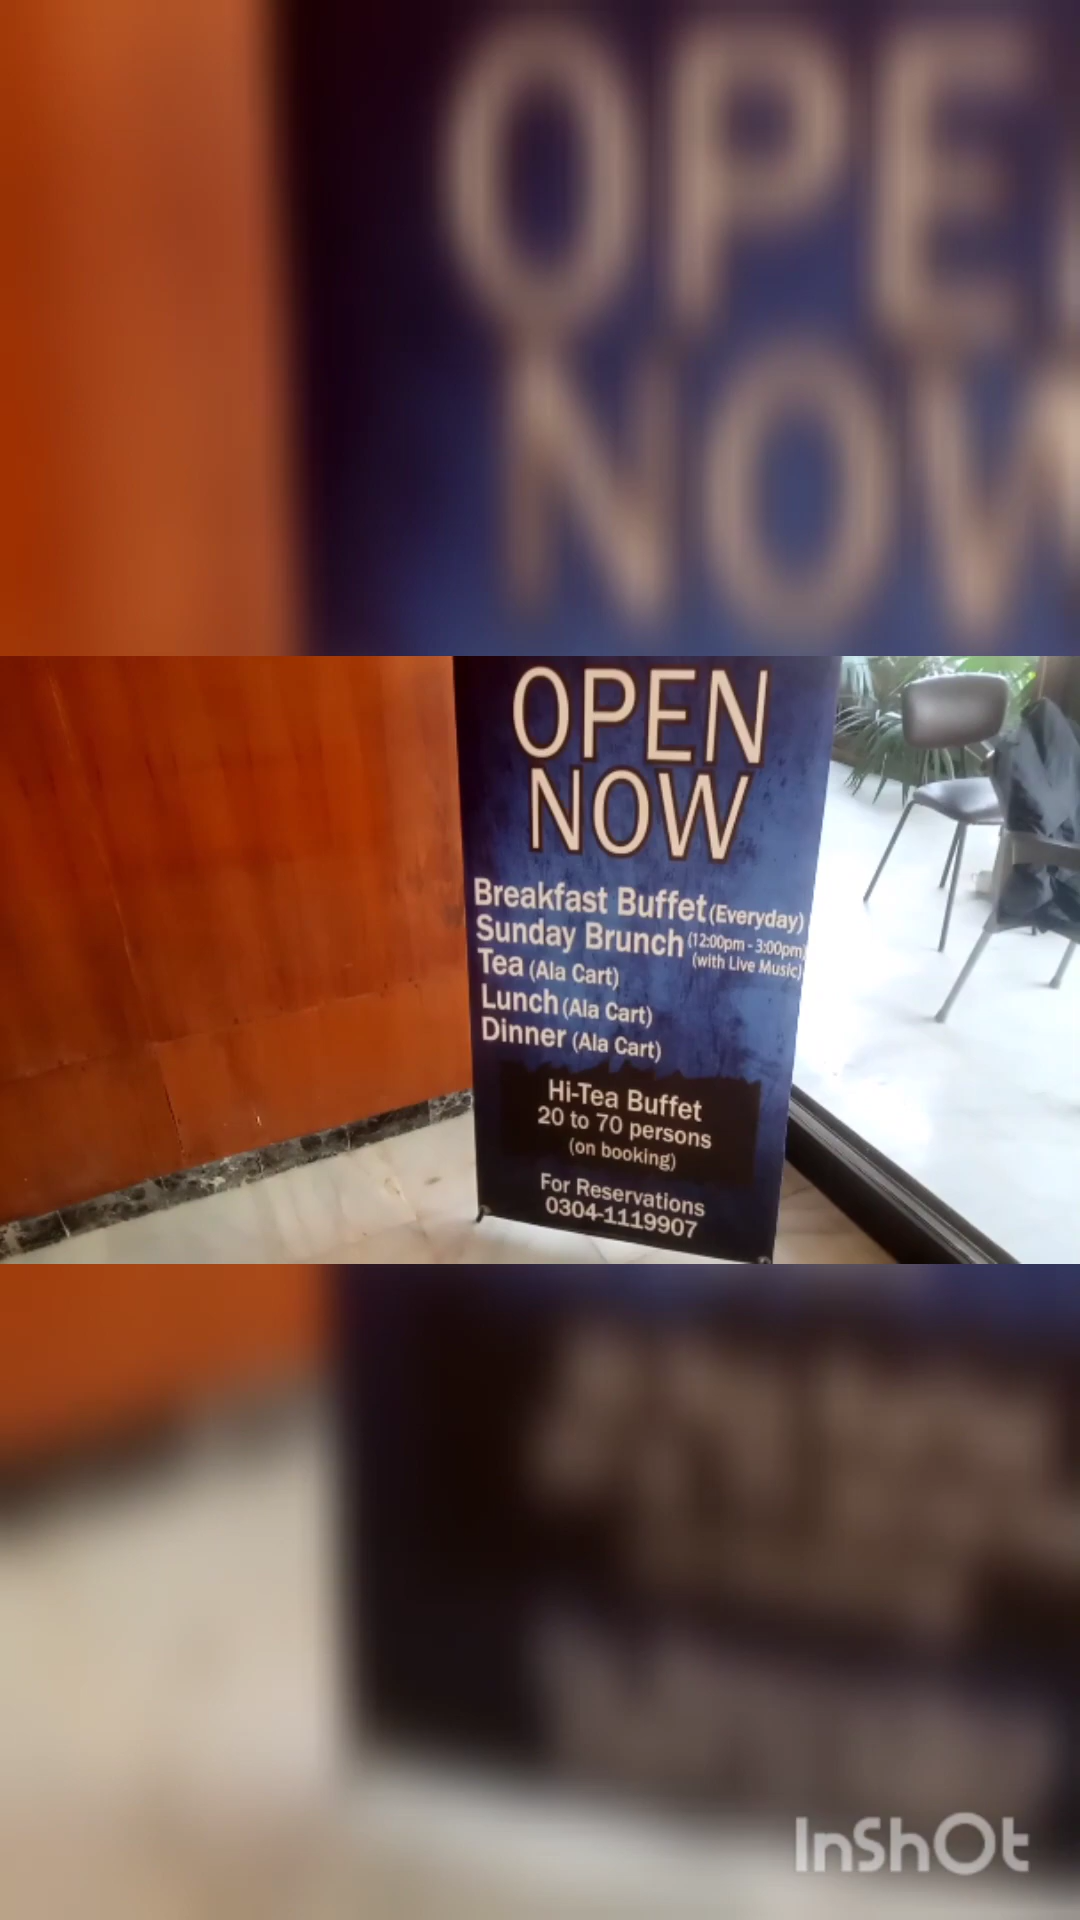 OPEN
NOW
Breakfast Buffet (Everyday)
Sunday Brunch (12:00pm - 3:00pm)
(with Live Music)
Tea (Ala Cart)
Lunch (Ala Cart)
Dinner (Ala Cart)
Hi-Tea Buffet
20 to 70 persons
(on booking)
For Reservations
0304-1119907
InShOt